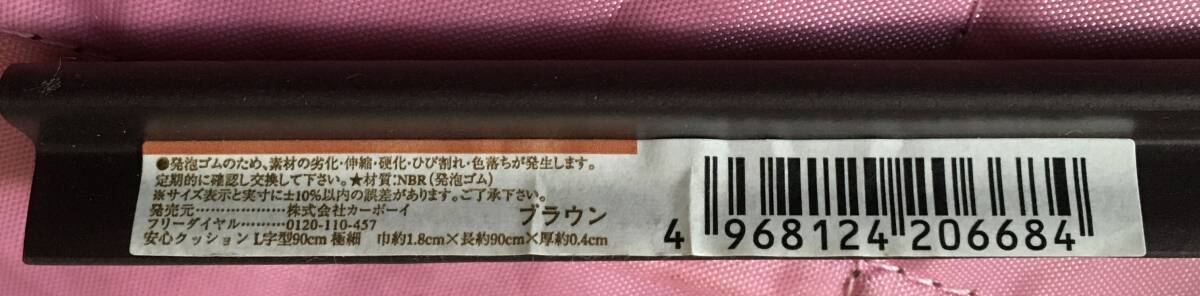 ●発泡ゴムのため、素材の劣化・伸縮・硬化・ひび割れ・色落ちが発生します。
定期的に確認し交換して下さい。★材質:NBR(発泡ゴム)
※サイズ表示と実寸に±10%以内の誤差があります。ご了承下さい。
発売元………………株式会社カーボーイ
フリーダイヤル………0120-110-457
ブラウン
安心クッション L字型90cm 極細 巾約1.8cm×長約90cm×厚約0.4cm
4 968124 206684